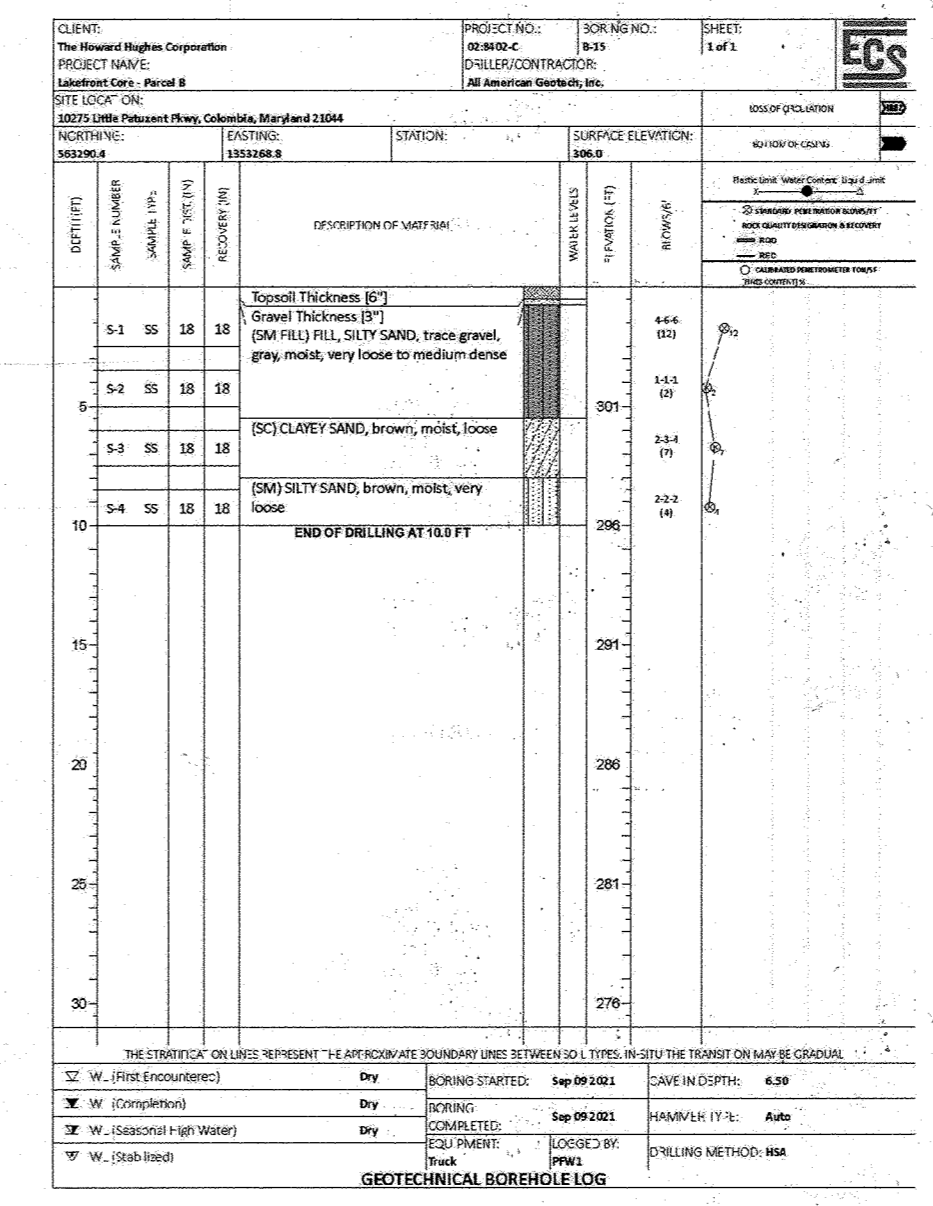 CLIENT: PROJECT NO.: BORING NO.: SHEET:
The Howard Hughes Corporation 02:8402-C B-15 1 of 1
ECS
PROJECT NAME: DRILLER/CONTRACTOR:
Lakefront Core - Parcel B All American Geotech, Inc.
SITE LOCATION:
10275 Little Patuxent Pkwy, Colombia, Maryland 21044
LOSS OF CIRCULATION
NORTHING: EASTING: STATION: SURFACE ELEVATION:
563290.4 1353268.8 306.0
BOTTOM OF CASING
DEPTH (FT)
SAMPLE NUMBER
SAMPLE TYPE
SAMPLE DIST. (IN)
RECOVERY (IN)
DESCRIPTION OF MATERIAL
WATER LEVELS
ELEVATION (FT)
BLOWS/6"
Plastic Limit Water Content Liquid Limit
X △
STANDARD PENETRATION BLOWS/FT
ROCK QUALITY DESIGNATION & RECOVERY
RQD
REC
CALIBRATED PENETROMETER TON/SF
[FINES CONTENT] %
Topsoil Thickness [6"]
Gravel Thickness [3"]
S-1 SS 18 18 (SM FILL) FILL, SILTY SAND, trace gravel, 4-6-6
gray, moist, very loose to medium dense (12) 12
S-2 SS 18 18 1-1-1
(2) 2
5 301
(SC) CLAYEY SAND, brown, moist, loose
S-3 SS 18 18 2-3-4
(7) 7
(SM) SILTY SAND, brown, moist, very
S-4 SS 18 18 loose 2-2-2
(4) 4
10 296
END OF DRILLING AT 10.0 FT
15 291
20 286
25 281
30 276
THE STRATIFICATION LINES REPRESENT THE APPROXIMATE BOUNDARY LINES BETWEEN SOIL TYPES. IN-SITU THE TRANSITION MAY BE GRADUAL
WL (First Encountered) Dry BORING STARTED: Sep 09 2021 CAVE IN DEPTH: 6.50
WL (Completion) Dry BORING COMPLETED: Sep 09 2021 HAMMER TYPE: Auto
WL (Seasonal High Water) Dry EQUIPMENT: LOGGED BY:
WL (Stabilized) Truck PFW1 DRILLING METHOD: HSA
GEOTECHNICAL BOREHOLE LOG